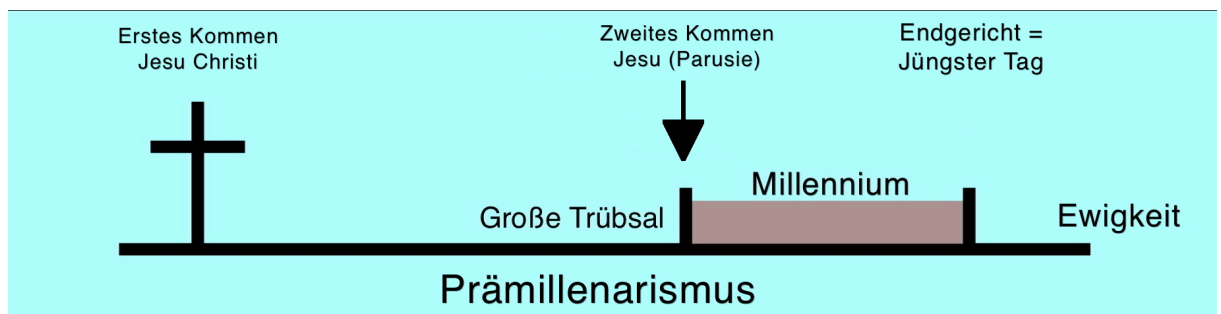 Erstes Kommen
Jesu Christi
Zweites Kommen
Jesu (Parusie)
Endgericht =
Jüngster Tag
Große Trübsal
Millennium
Ewigkeit
Prämillenarismus